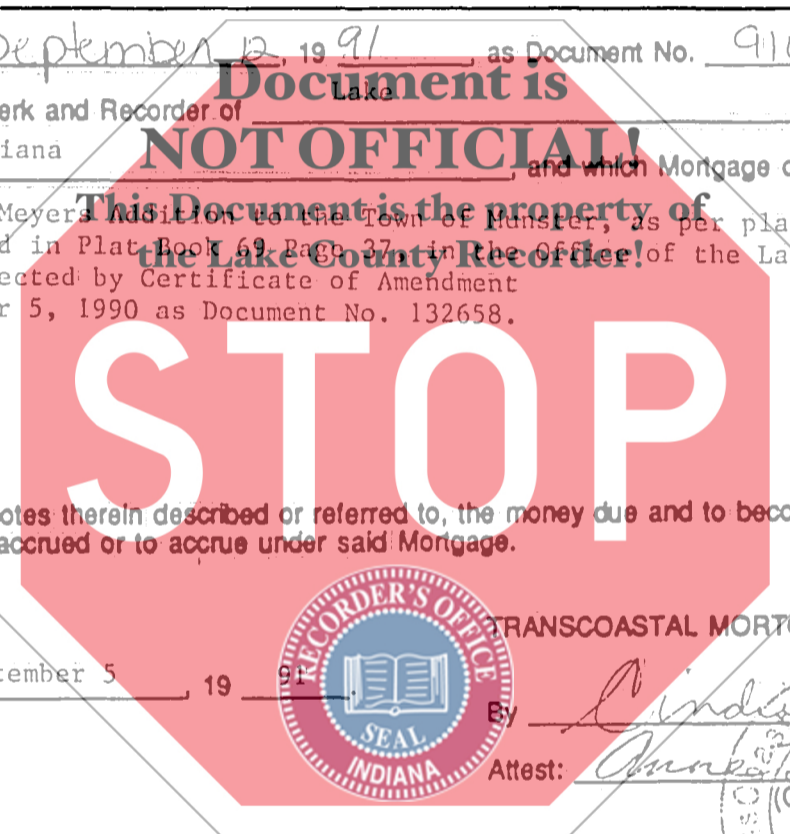 September 12, 19 91 as Document No. 910
erk and Recorder of Lake
iana , and which Mortgage c
Meyers Addition to the Town of Munster, as per pla
d in Plat Book 69 Page 37, in the Office of the La
ected by Certificate of Amendment
r 5, 1990 as Document No. 132658.
Document is
NOT OFFICIAL!
This Document is the property of
the Lake County Recorder!
STOP
otes therein described or referred to, the money due and to beco
accrued or to accrue under said Mortgage.
RECORDER'S OFFICE
SEAL
INDIANA
TRANSCOASTAL MORT
tember 5, 19 91.
By Cindi
Attest: